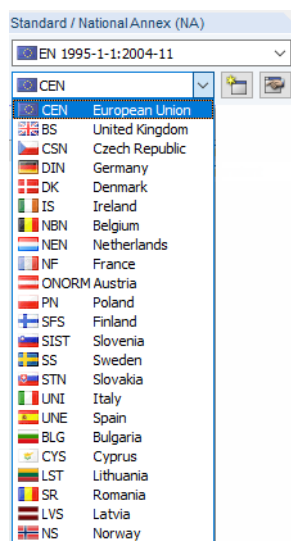 Standard / National Annex (NA)
EN 1995-1-1:2004-11
CEN
CEN European Union
BS United Kingdom
CSN Czech Republic
DIN Germany
DK Denmark
IS Ireland
NBN Belgium
NEN Netherlands
NF France
ONORM Austria
PN Poland
SFS Finland
SIST Slovenia
SS Sweden
STN Slovakia
UNI Italy
UNE Spain
BLG Bulgaria
CYS Cyprus
LST Lithuania
SR Romania
LVS Latvia
NS Norway